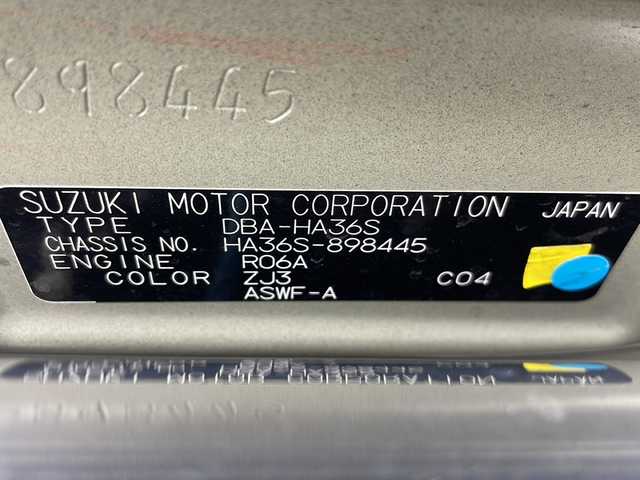 898445
SUZUKI MOTOR CORPORATION JAPAN
TYPE DBA-HA36S
CHASSIS NO. HA36S-898445
ENGINE R06A
COLOR ZJ3 C04
ASWF-A